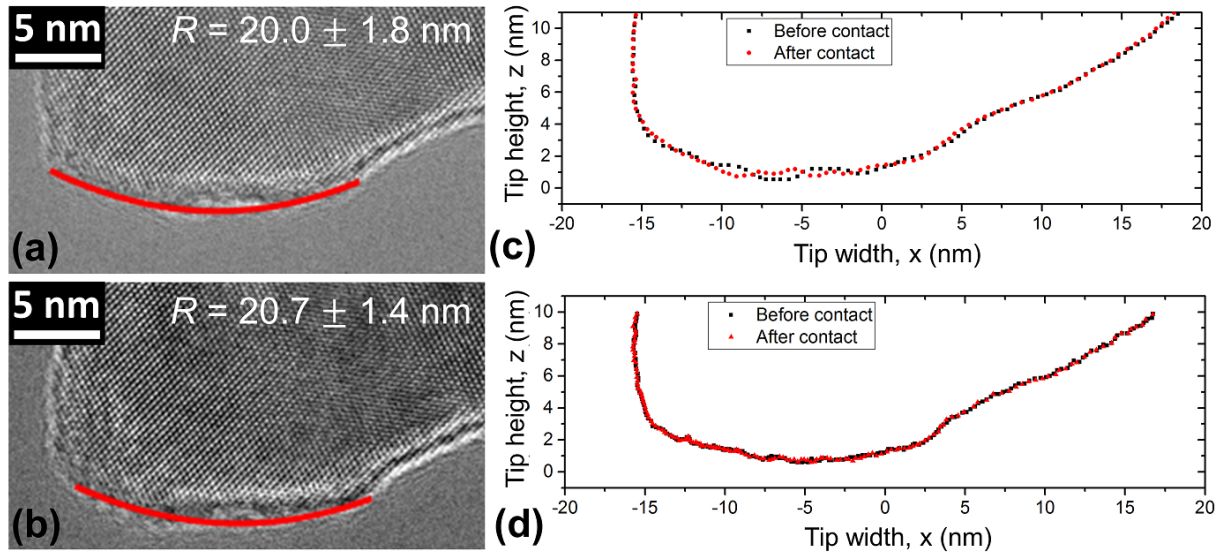 5 nm
R = 20.0 ± 1.8 nm
(a)
5 nm
R = 20.7 ± 1.4 nm
(b)
Tip height, z (nm)
10
8
6
4
2
0
Before contact
After contact
-20 -15 -10 -5 0 5 10 15 20
Tip width, x (nm)
(c)
Tip height, z (nm)
10
8
6
4
2
0
Before contact
After contact
-20 -15 -10 -5 0 5 10 15 20
Tip width, x (nm)
(d)